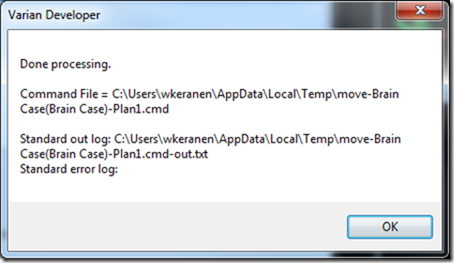 Varian Developer
Done processing.
Command File = C:\Users\wkeranen\AppData\Local\Temp\move-Brain
Case(Brain Case)-Plan1.cmd
Standard out log: C:\Users\wkeranen\AppData\Local\Temp\move-Brain
Case(Brain Case)-Plan1.cmd-out.txt
Standard error log:
OK